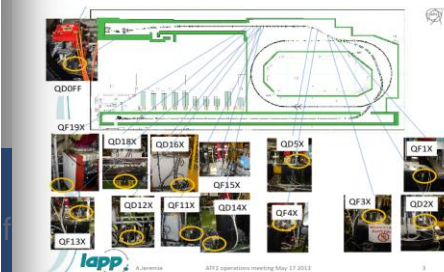 QD0FF
QF19X
QD18X
QD16X
QF15X
QD5X
QF1X
QF13X
QD12X
QF11X
QD14X
QF4X
QF3X
QD2X
f
lapp
A.Jeremie
ATF2 operations meeting May 17 2013
3